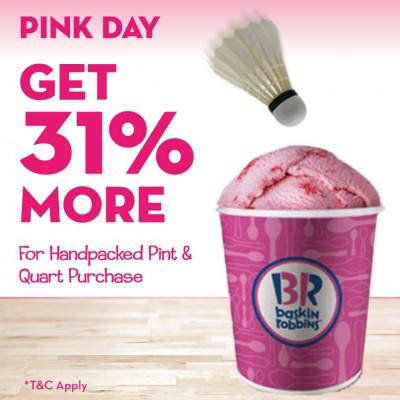 PINK DAY
GET
31%
MORE
For Handpacked Pint &
Quart Purchase
BR
baskin
robbins
*T&C Apply